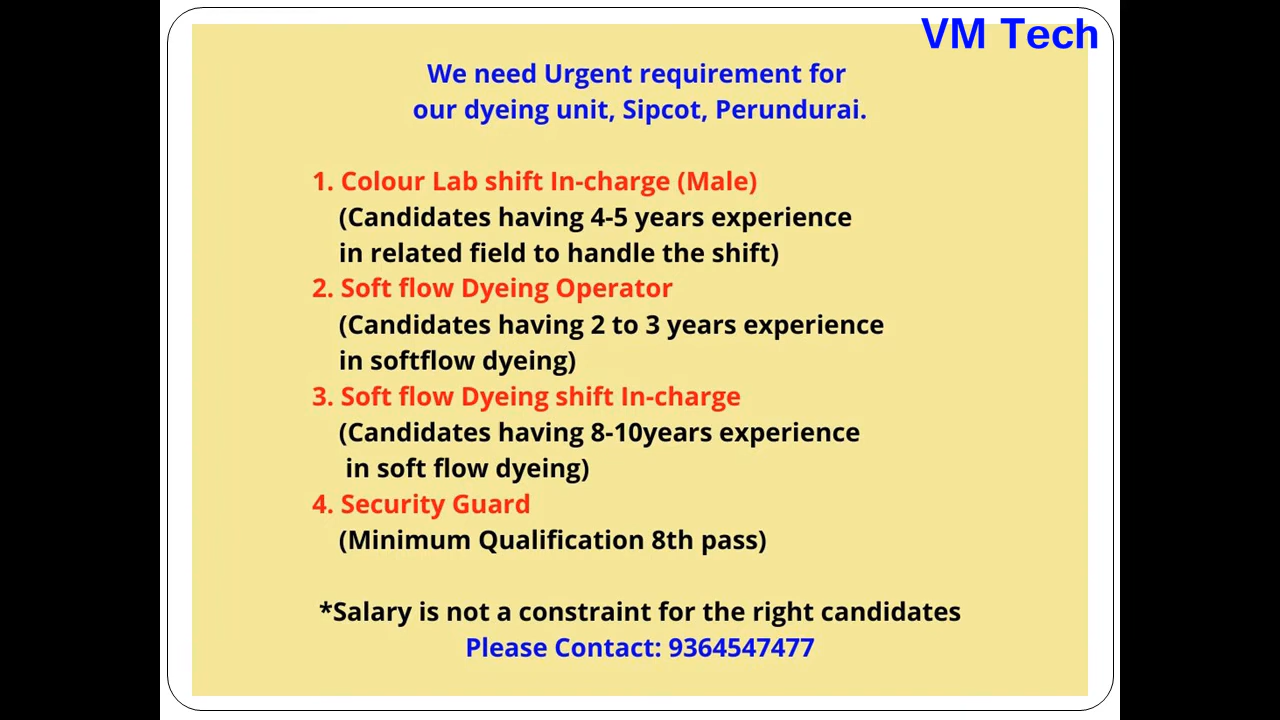 VM Tech
We need Urgent requirement for
our dyeing unit, Sipcot, Perundurai.
1. Colour Lab shift In-charge (Male)
(Candidates having 4-5 years experience
in related field to handle the shift)
2. Soft flow Dyeing Operator
(Candidates having 2 to 3 years experience
in softflow dyeing)
3. Soft flow Dyeing shift In-charge
(Candidates having 8-10years experience
in soft flow dyeing)
4. Security Guard
(Minimum Qualification 8th pass)
*Salary is not a constraint for the right candidates
Please Contact: 9364547477